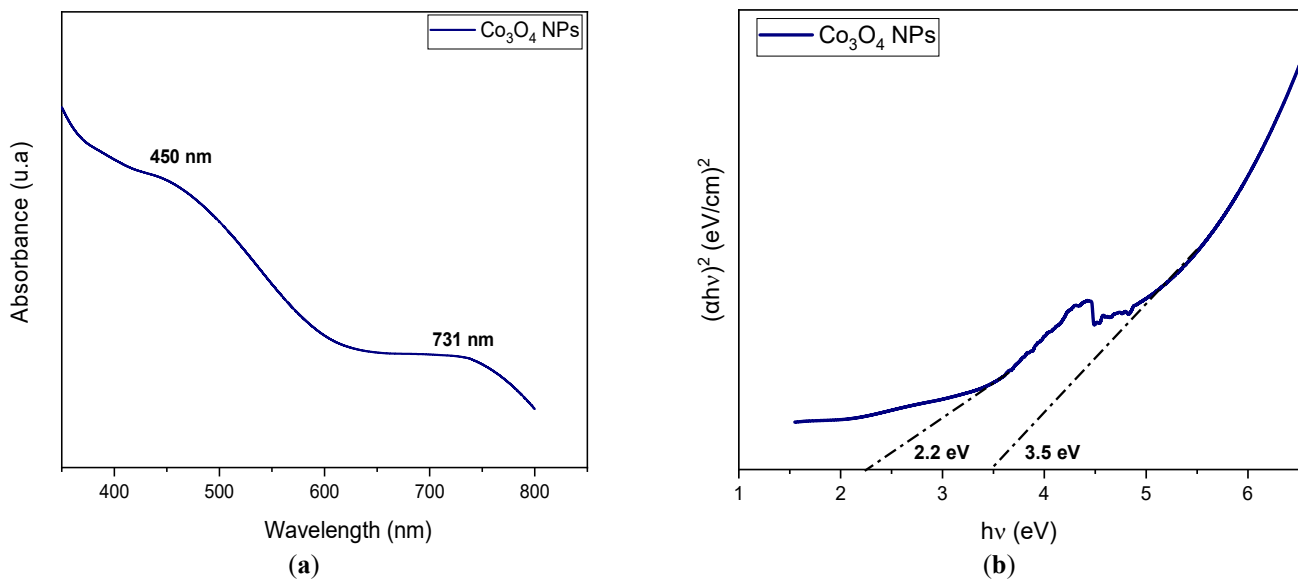 Co₃O₄ NPs
450 nm
731 nm
Absorbance (u.a)
400 500 600 700 800
Wavelength (nm)
(a)
Co₃O₄ NPs
(αhν)² (eV/cm)²
2.2 eV
3.5 eV
1 2 3 4 5 6
hν (eV)
(b)